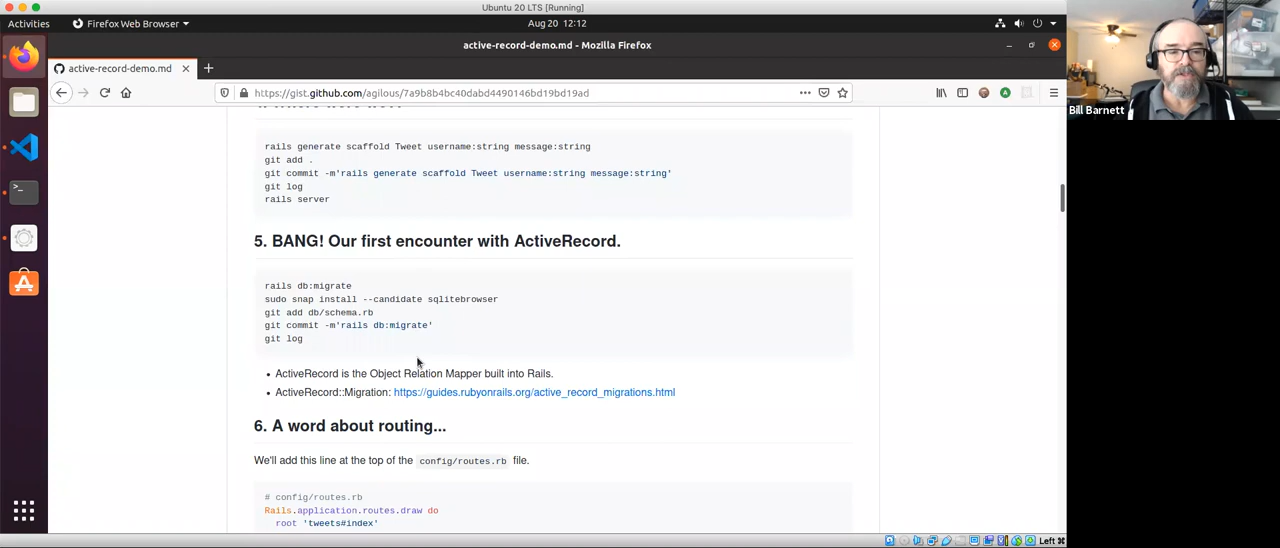 Ubuntu 20 LTS [Running]
Activities
Firefox Web Browser
Aug 20 12:12
active-record-demo.md - Mozilla Firefox
active-record-demo.md
https://gist.github.com/agilous/7a9b8b4bc40dabd4490146bd19bd19ad
rails generate scaffold Tweet username:string message:string
git add .
git commit -m'rails generate scaffold Tweet username:string message:string'
git log
rails server
5. BANG! Our first encounter with ActiveRecord.
rails db:migrate
sudo snap install --candidate sqlitebrowser
git add db/schema.rb
git commit -m'rails db:migrate'
git log
• ActiveRecord is the Object Relation Mapper built into Rails.
• ActiveRecord::Migration: https://guides.rubyonrails.org/active_record_migrations.html
6. A word about routing...
We'll add this line at the top of the config/routes.rb file.
# config/routes.rb
Rails.application.routes.draw do
root 'tweets#index'
Bill Barnett
Left ⌘